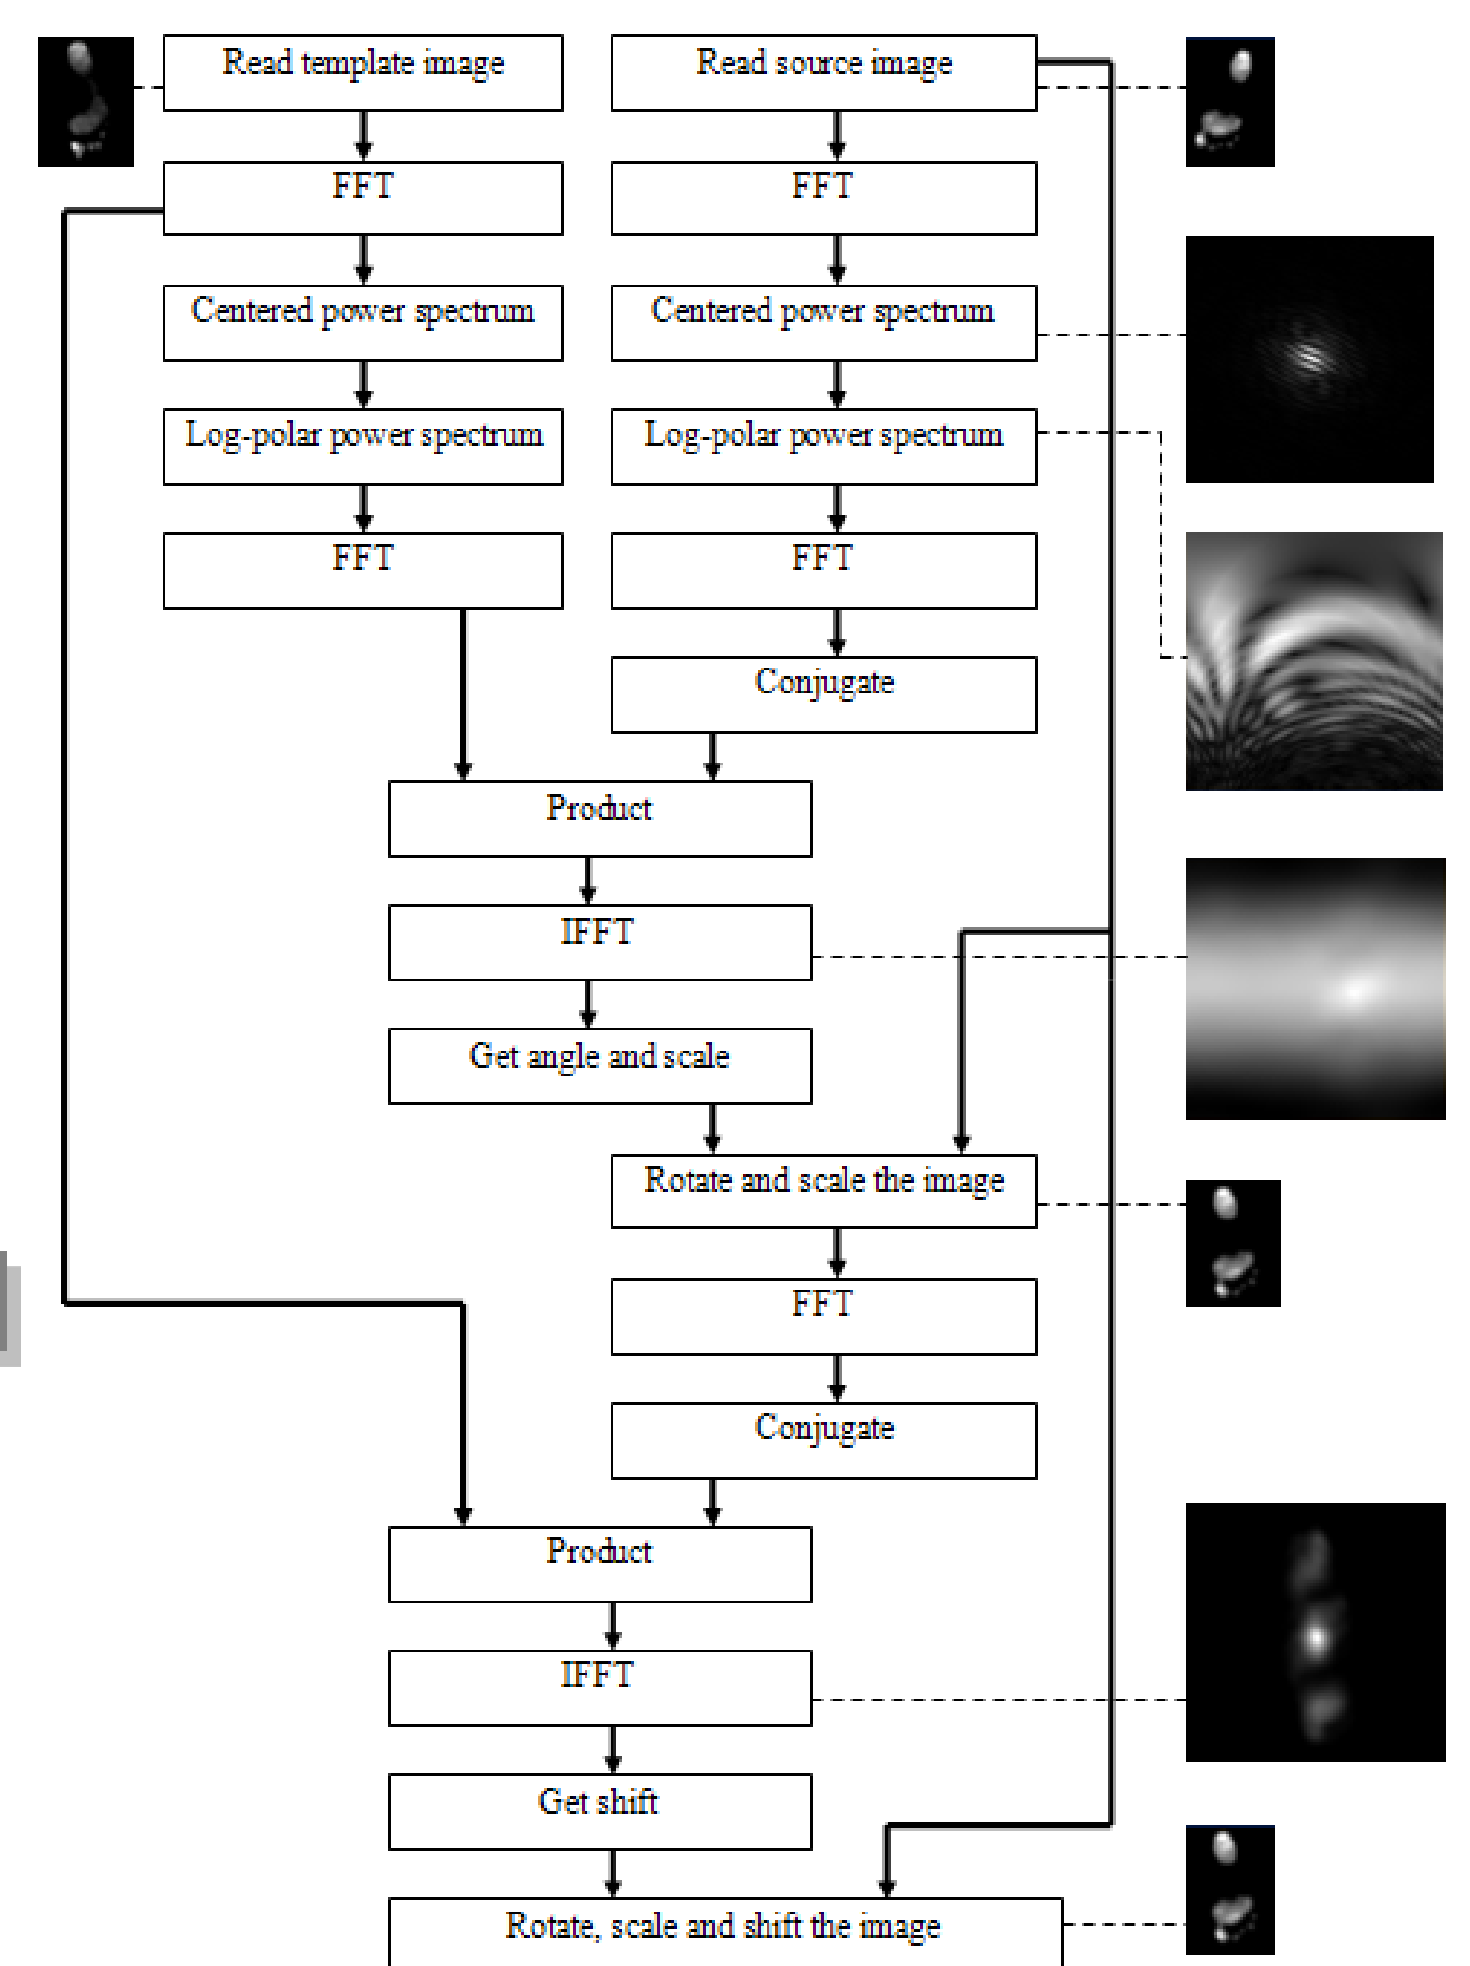 Read template image
Read source image
FFT
FFT
Centered power spectrum
Centered power spectrum
Log-polar power spectrum
Log-polar power spectrum
FFT
FFT
Conjugate
Product
IFFT
Get angle and scale
Rotate and scale the image
FFT
Conjugate
Product
IFFT
Get shift
Rotate, scale and shift the image